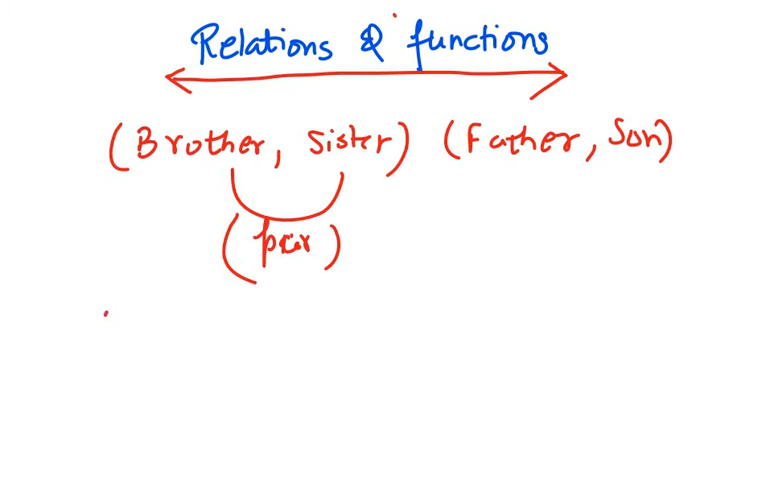 Relations & functions
(Brother, Sister) (Father, Son)
(pair)